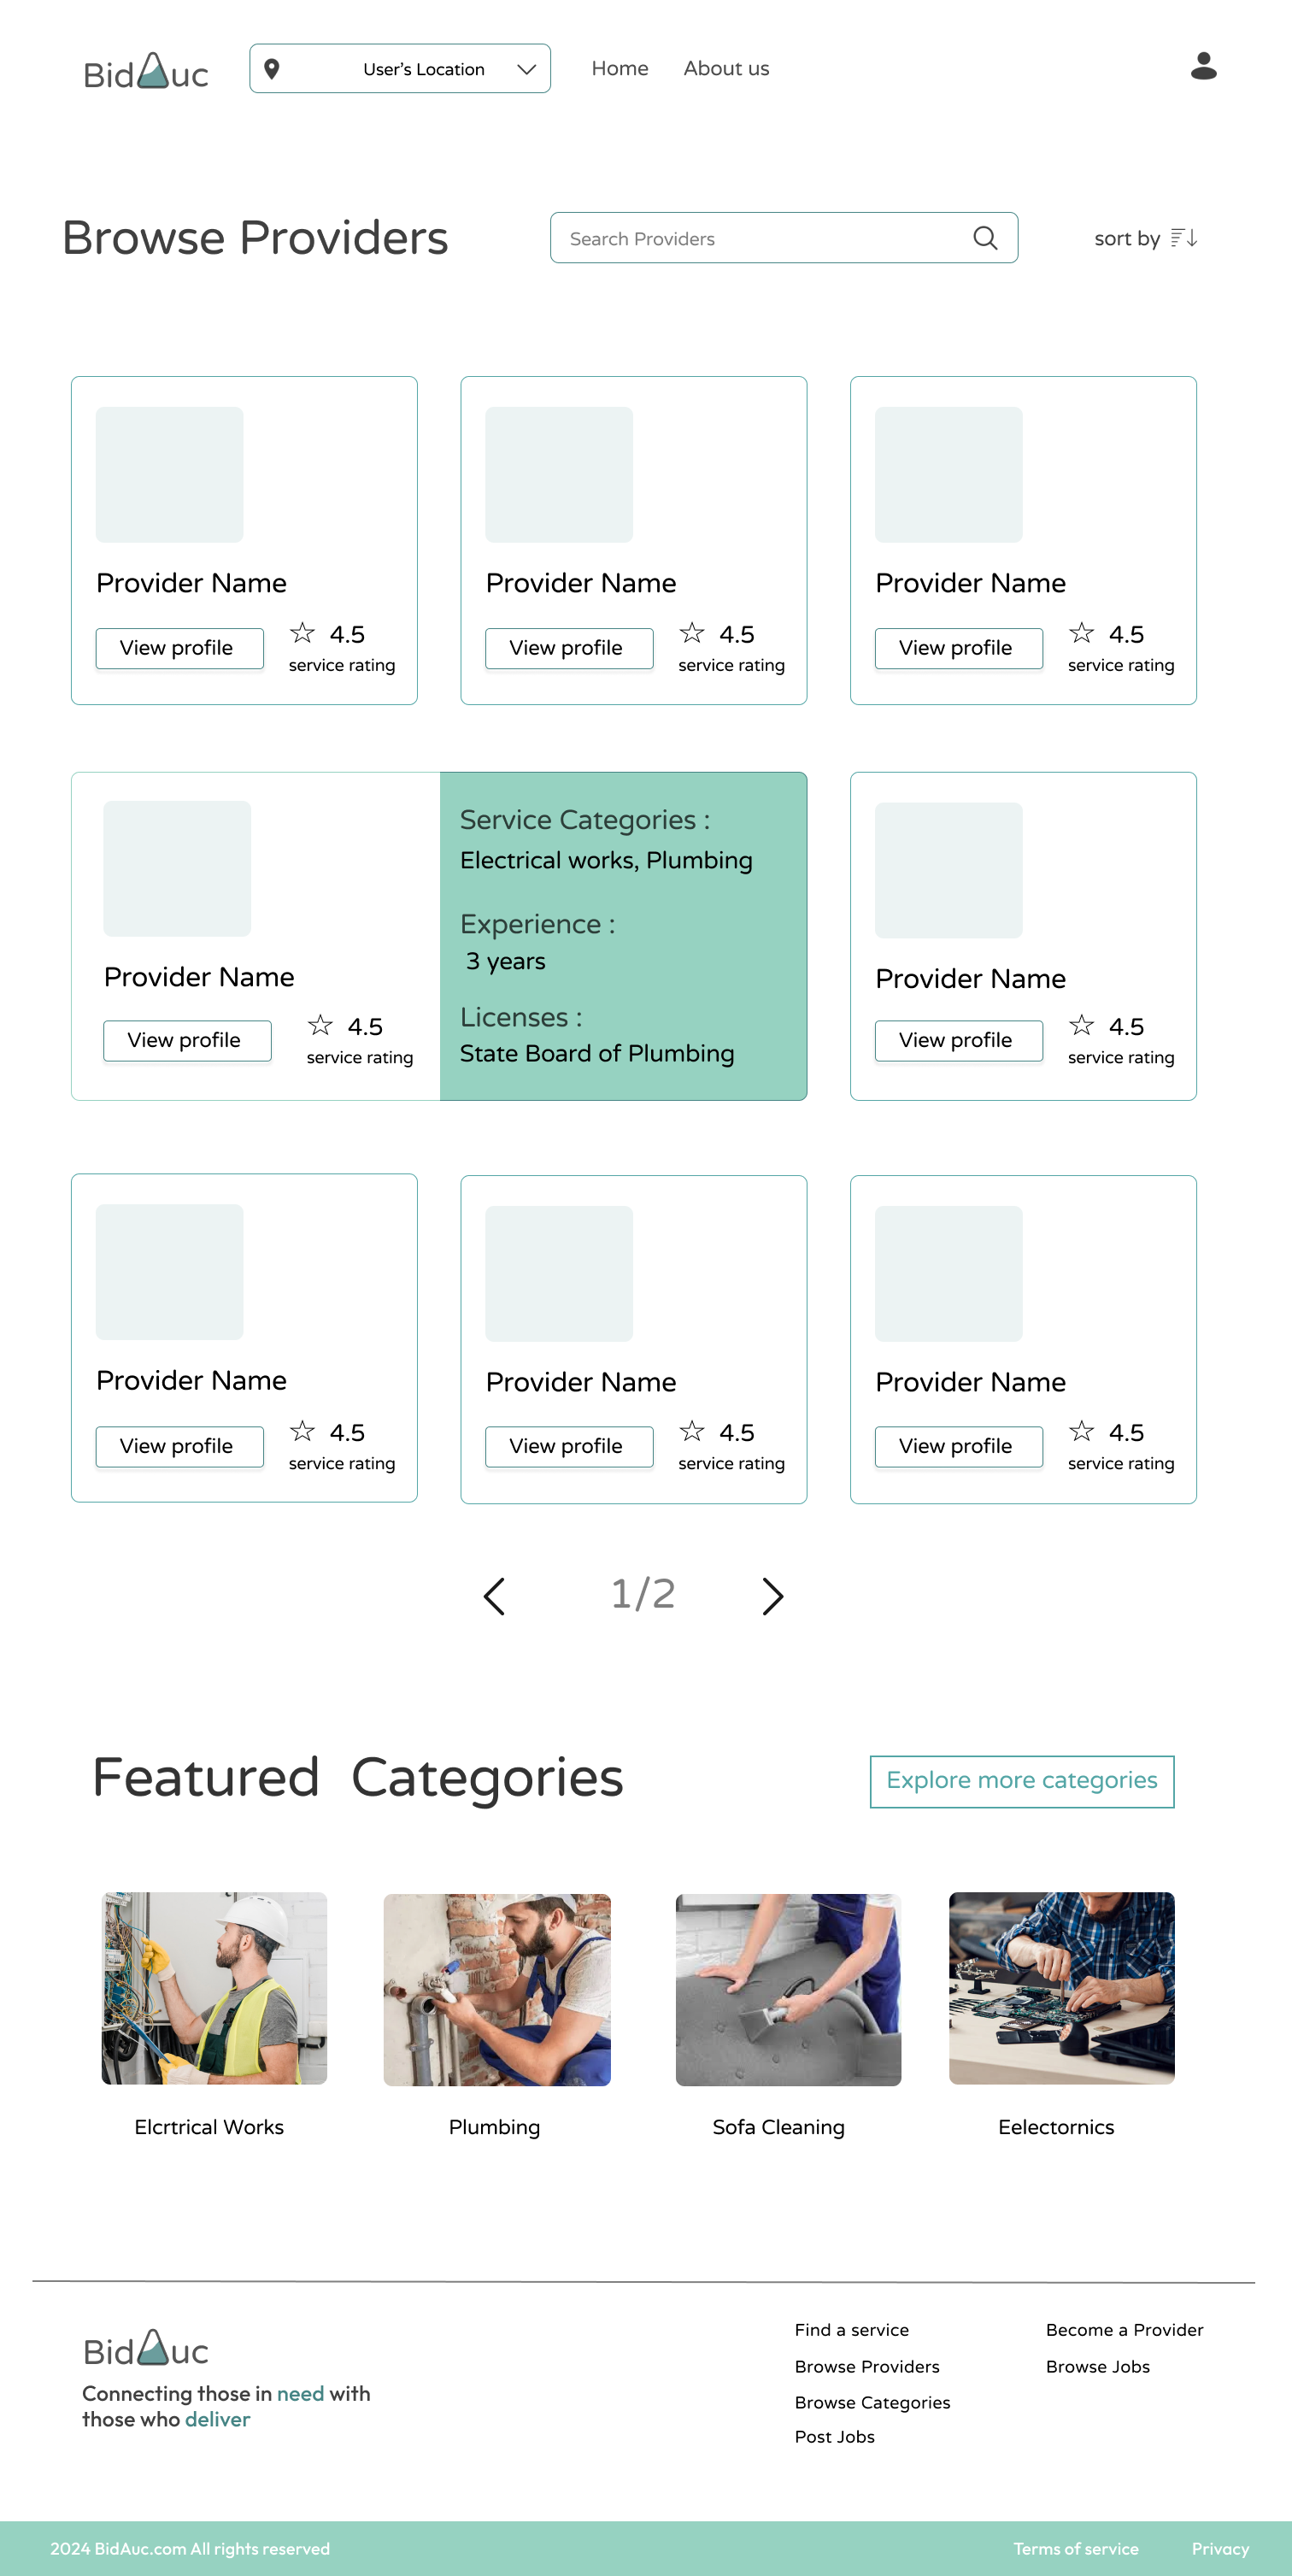 BidAuc
User's Location
Home
About us
Browse Providers
Search Providers
sort by
Provider Name
View profile
4.5
service rating
Provider Name
View profile
4.5
service rating
Provider Name
View profile
4.5
service rating
Provider Name
View profile
4.5
service rating
Service Categories :
Electrical works, Plumbing
Experience :
3 years
Licenses :
State Board of Plumbing
Provider Name
View profile
4.5
service rating
Provider Name
View profile
4.5
service rating
Provider Name
View profile
4.5
service rating
Provider Name
View profile
4.5
service rating
1/2
Featured Categories
Explore more categories
Elcrtrical Works
Plumbing
Sofa Cleaning
Eelectornics
BidAuc
Connecting those in need with
those who deliver
Find a service
Browse Providers
Browse Categories
Post Jobs
Become a Provider
Browse Jobs
2024 BidAuc.com All rights reserved
Terms of service
Privacy